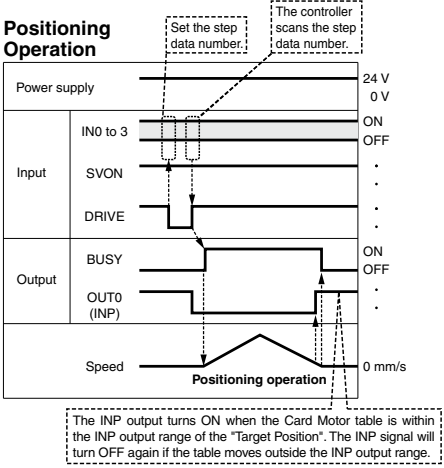 Positioning
Operation
Set the step
data number.
The controller
scans the step
data number.
Power supply
24 V
0 V
Input
IN0 to 3
ON
OFF
SVON
DRIVE
Output
BUSY
ON
OFF
OUT0
(INP)
Speed
0 mm/s
Positioning operation
The INP output turns ON when the Card Motor table is within
the INP output range of the "Target Position". The INP signal will
turn OFF again if the table moves outside the INP output range.